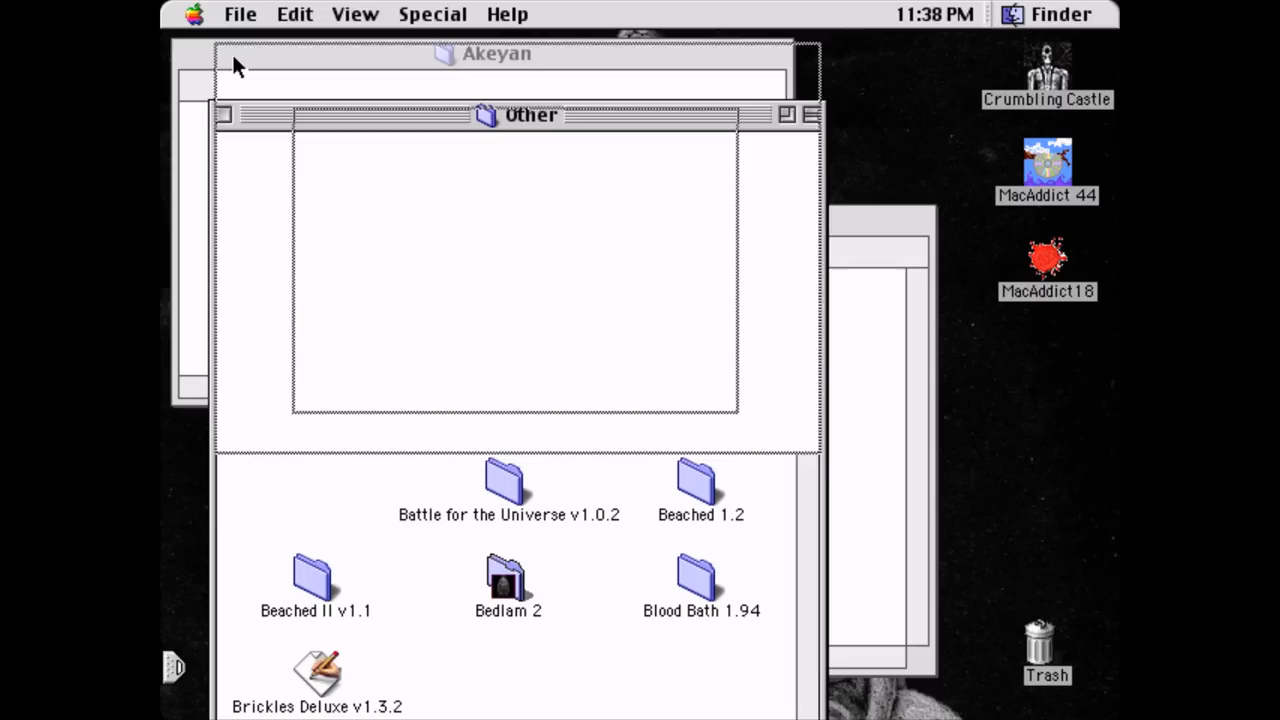 File Edit View Special Help 11:38 PM Finder
Akeyan
Crumbling Castle
Other
MacAddict 44
MacAddict18
Battle for the Universe v1.0.2 Beached 1.2
Beached II v1.1 Bedlam 2 Blood Bath 1.94
Trash
Brickles Deluxe v1.3.2